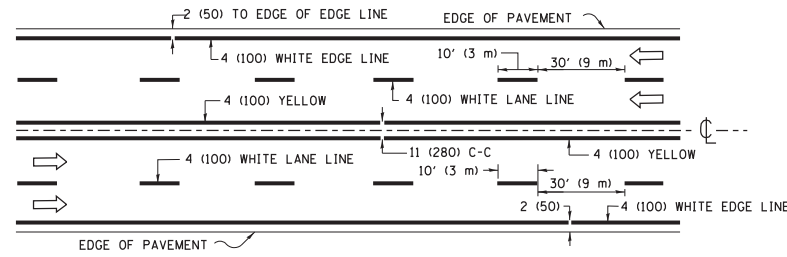 2 (50) TO EDGE OF EDGE LINE
EDGE OF PAVEMENT
4 (100) WHITE EDGE LINE
10' (3 m)
30' (9 m)
4 (100) YELLOW
4 (100) WHITE LANE LINE
℄
11 (280) C-C
4 (100) YELLOW
4 (100) WHITE LANE LINE
10' (3 m)
30' (9 m)
2 (50)
4 (100) WHITE EDGE LINE
EDGE OF PAVEMENT